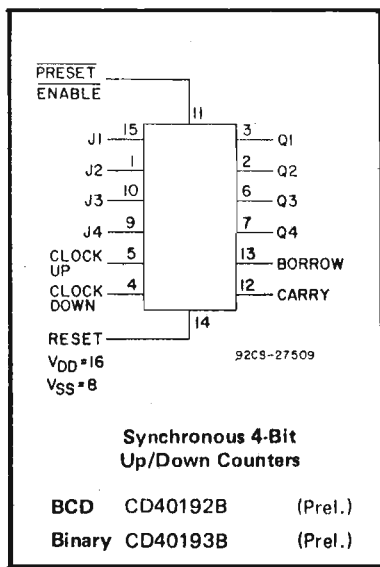 PRESET
ENABLE
11
J1 15 3 Q1
J2 1 2 Q2
J3 10 6 Q3
J4 9 7 Q4
CLOCK UP 5 13 BORROW
CLOCK DOWN 4 12 CARRY
RESET 14
VDD=16 92CS-27509
VSS=8
Synchronous 4-Bit
Up/Down Counters
BCD CD40192B (Prel.)
Binary CD40193B (Prel.)